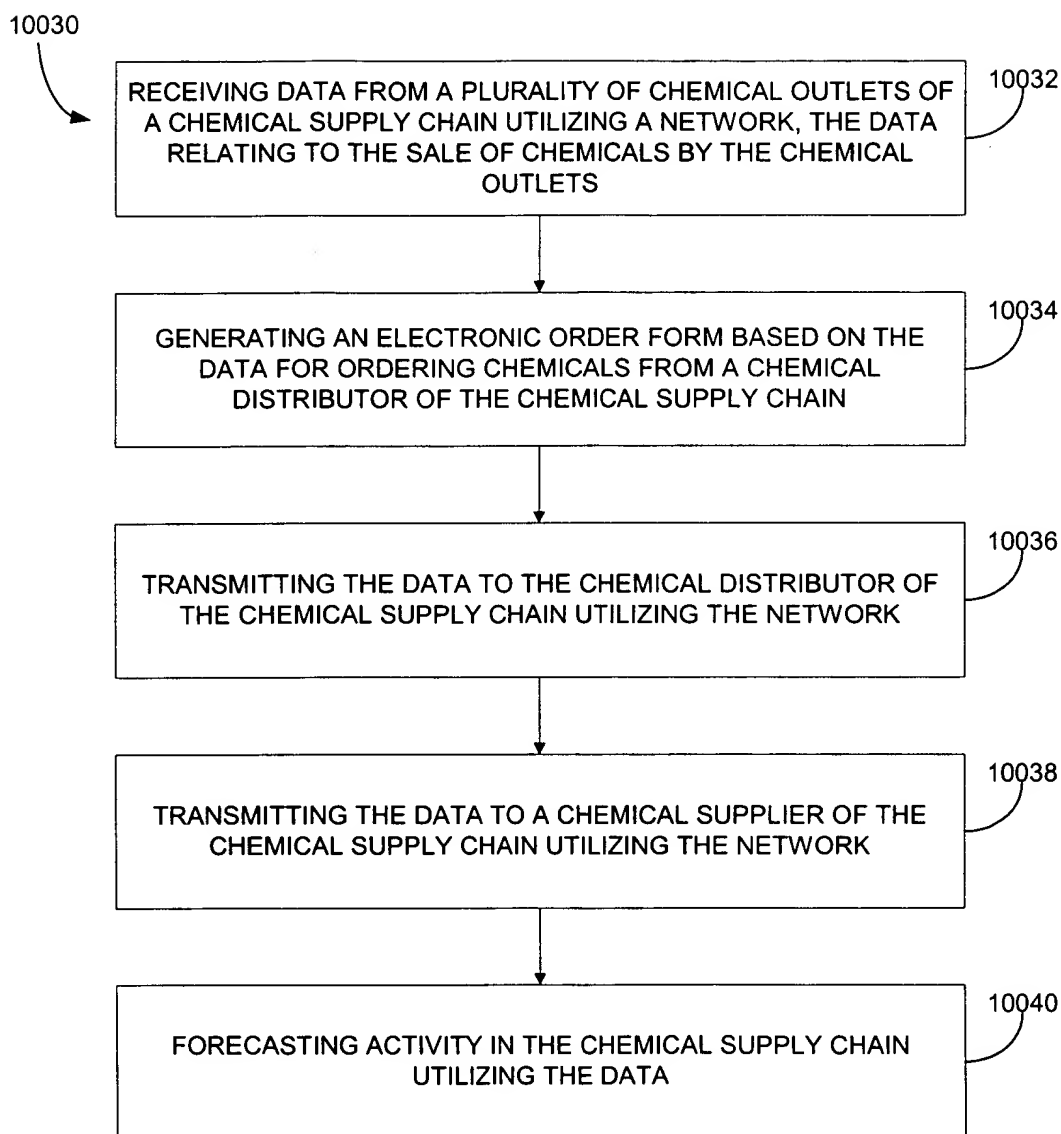 10030
RECEIVING DATA FROM A PLURALITY OF CHEMICAL OUTLETS OF
A CHEMICAL SUPPLY CHAIN UTILIZING A NETWORK, THE DATA
RELATING TO THE SALE OF CHEMICALS BY THE CHEMICAL
OUTLETS
10032
GENERATING AN ELECTRONIC ORDER FORM BASED ON THE
DATA FOR ORDERING CHEMICALS FROM A CHEMICAL
DISTRIBUTOR OF THE CHEMICAL SUPPLY CHAIN
10034
TRANSMITTING THE DATA TO THE CHEMICAL DISTRIBUTOR OF
THE CHEMICAL SUPPLY CHAIN UTILIZING THE NETWORK
10036
TRANSMITTING THE DATA TO A CHEMICAL SUPPLIER OF THE
CHEMICAL SUPPLY CHAIN UTILIZING THE NETWORK
10038
FORECASTING ACTIVITY IN THE CHEMICAL SUPPLY CHAIN
UTILIZING THE DATA
10040